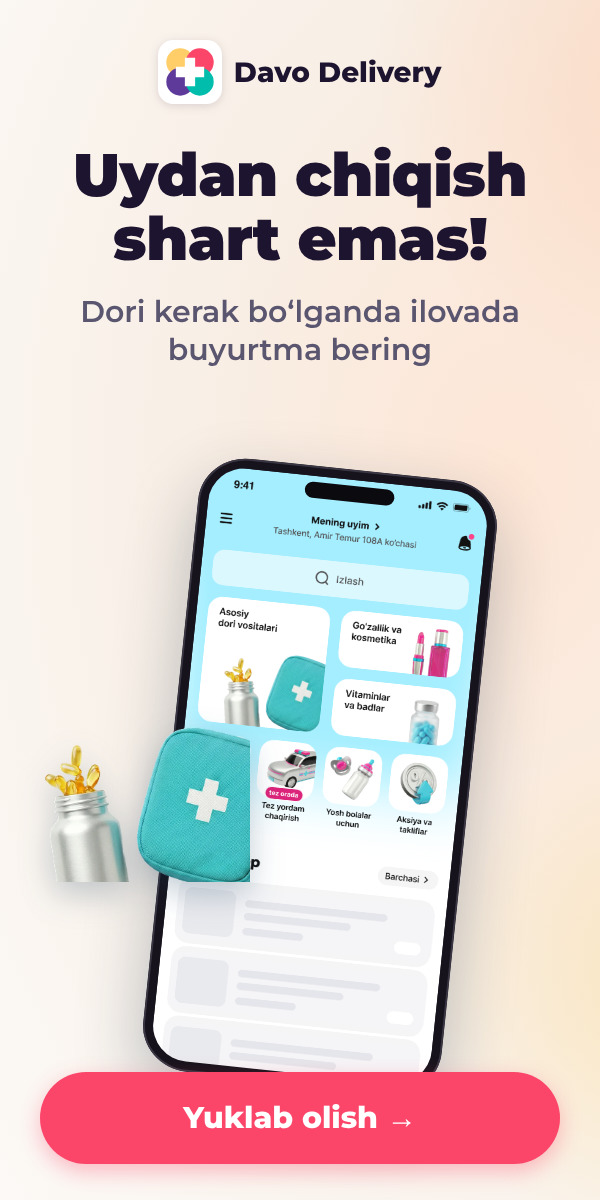 Davo Delivery
Uydan chiqish
shart emas!
Dori kerak bo‘lganda ilovada
buyurtma bering
9:41
Mening uyim >
Tashkent, Amir Temur 108A ko'chasi
Izlash
Asosiy
dori vositalari
Go'zallik va
kosmetika
Vitaminlar
va badlar
tez orada
Tez yordam
chaqirish
Yosh bolalar
uchun
Aksiya va
takliflar
p
Barchasi >
Yuklab olish →